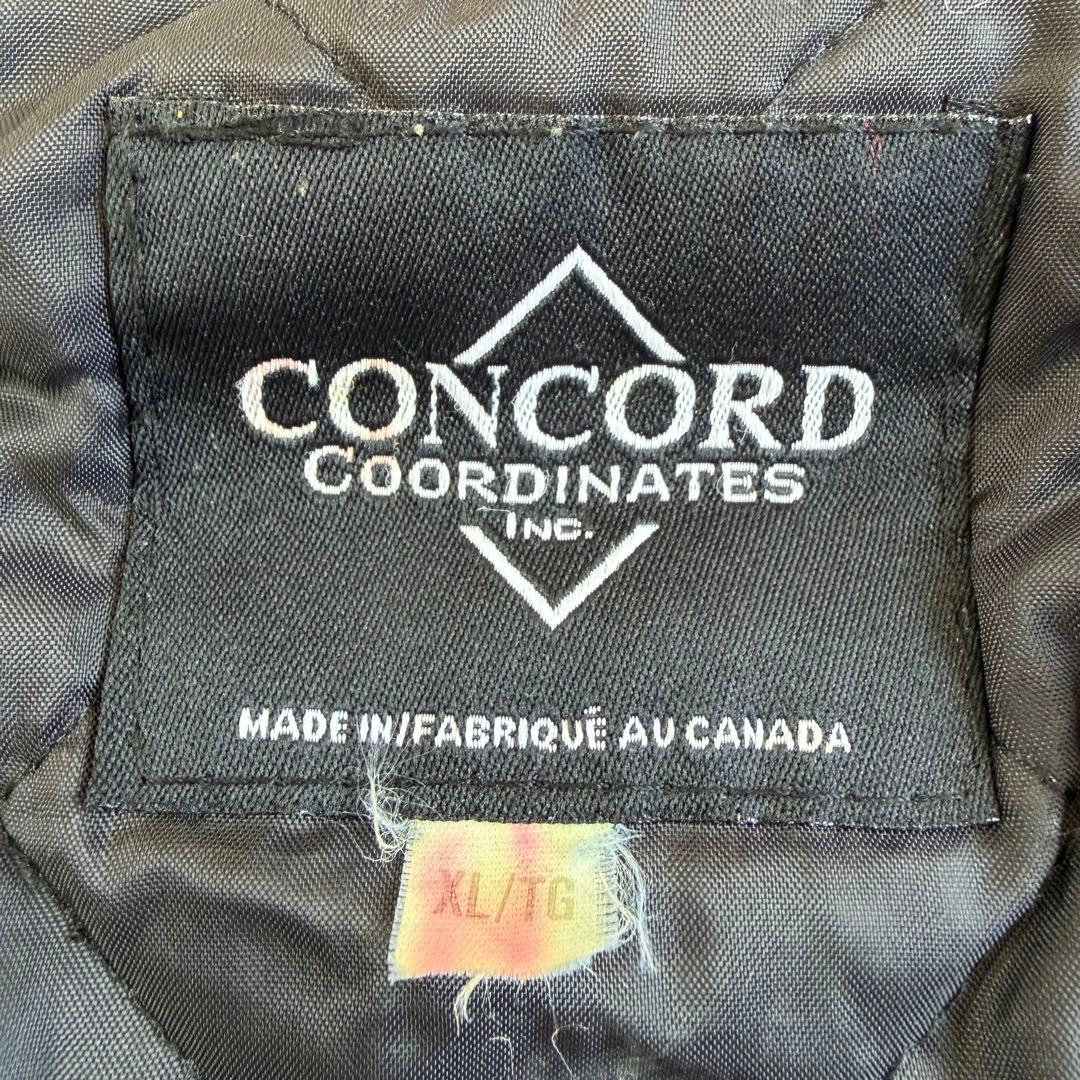 CONCORD
COORDINATES
INC.
MADE IN/FABRIQUÉ AU CANADA
XL/TG